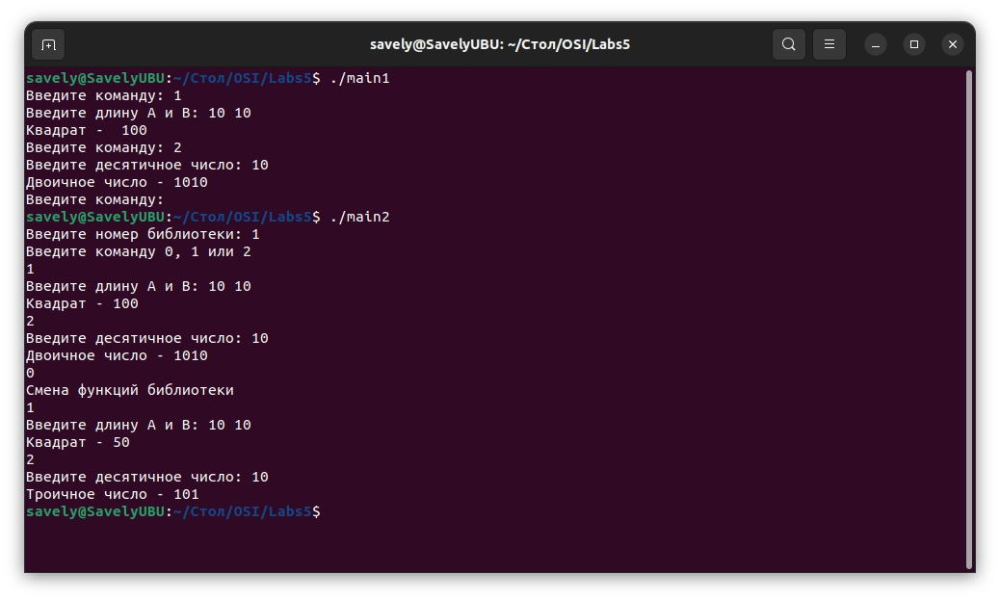 savely@SavelyUBU: ~/Стол/OSI/Labs5
savely@SavelyUBU:~/Стол/OSI/Labs5$ ./main1
Введите команду: 1
Введите длину A и B: 10 10
Квадрат -  100
Введите команду: 2
Введите десятичное число: 10
Двоичное число - 1010
Введите команду:
savely@SavelyUBU:~/Стол/OSI/Labs5$ ./main2
Введите номер библиотеки: 1
Введите команду 0, 1 или 2
1
Введите длину A и B: 10 10
Квадрат - 100
2
Введите десятичное число: 10
Двоичное число - 1010
0
Смена функций библиотеки
1
Введите длину A и B: 10 10
Квадрат - 50
2
Введите десятичное число: 10
Троичное число - 101
savely@SavelyUBU:~/Стол/OSI/Labs5$